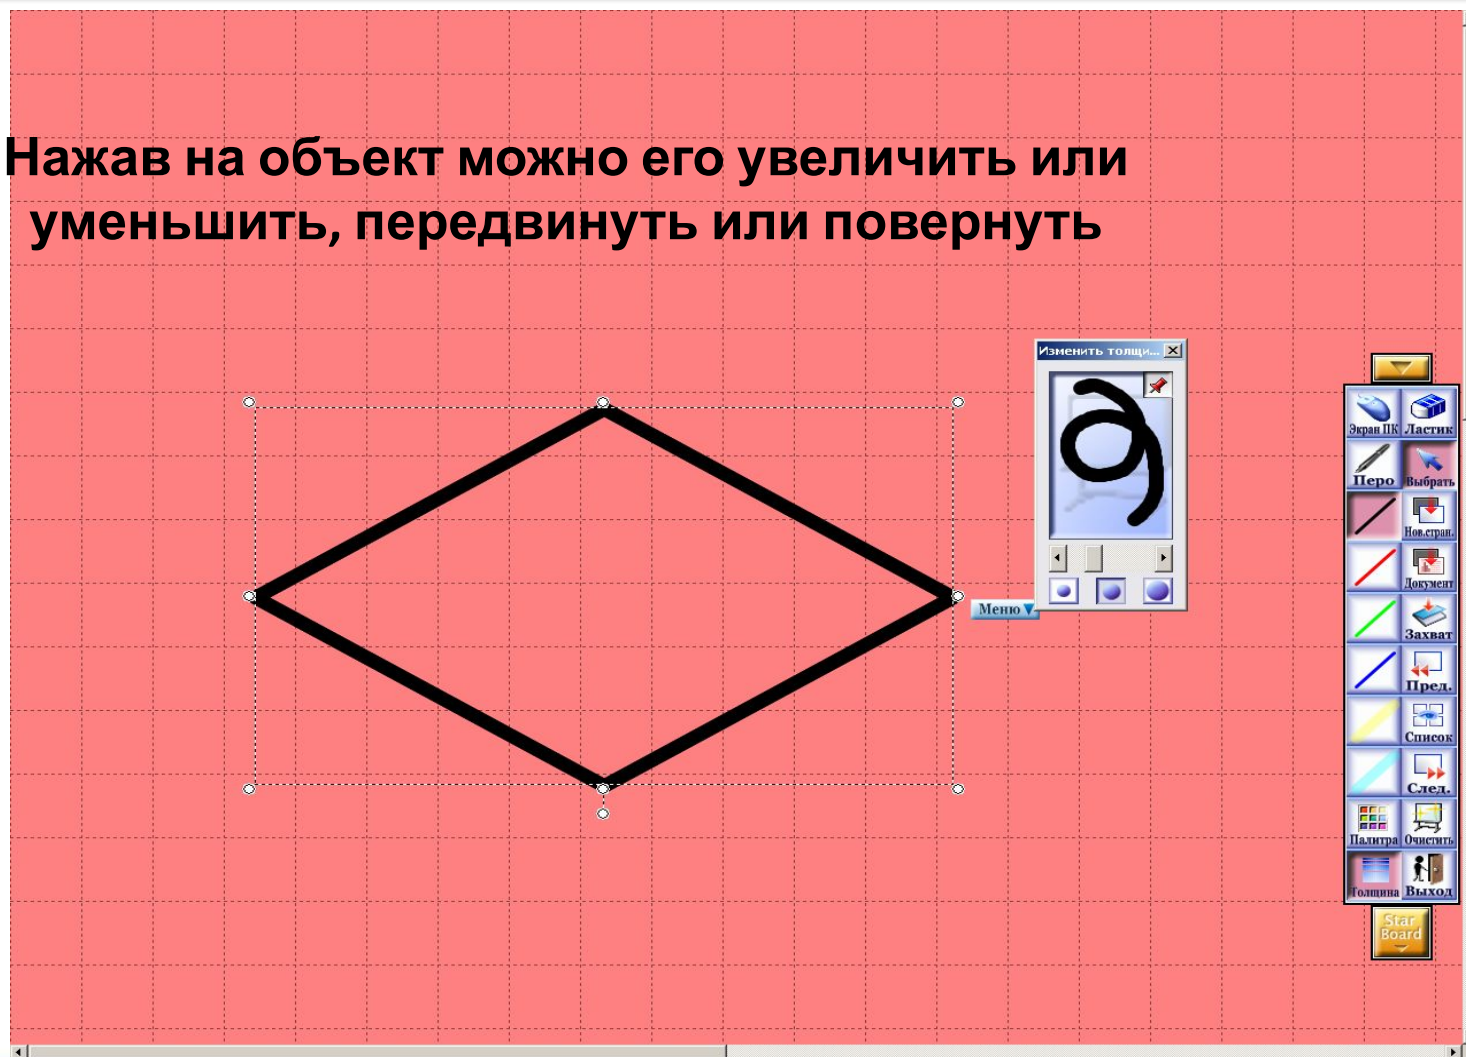 Нажав на объект можно его увеличить или
уменьшить, передвинуть или повернуть
Изменить толщи...
Меню
Экран ПК
Ластик
Перо
Выбрать
Нов.стран.
Документ
Захват
Пред.
Список
След.
Палитра
Очистить
Толщина
Выход
Star
Board